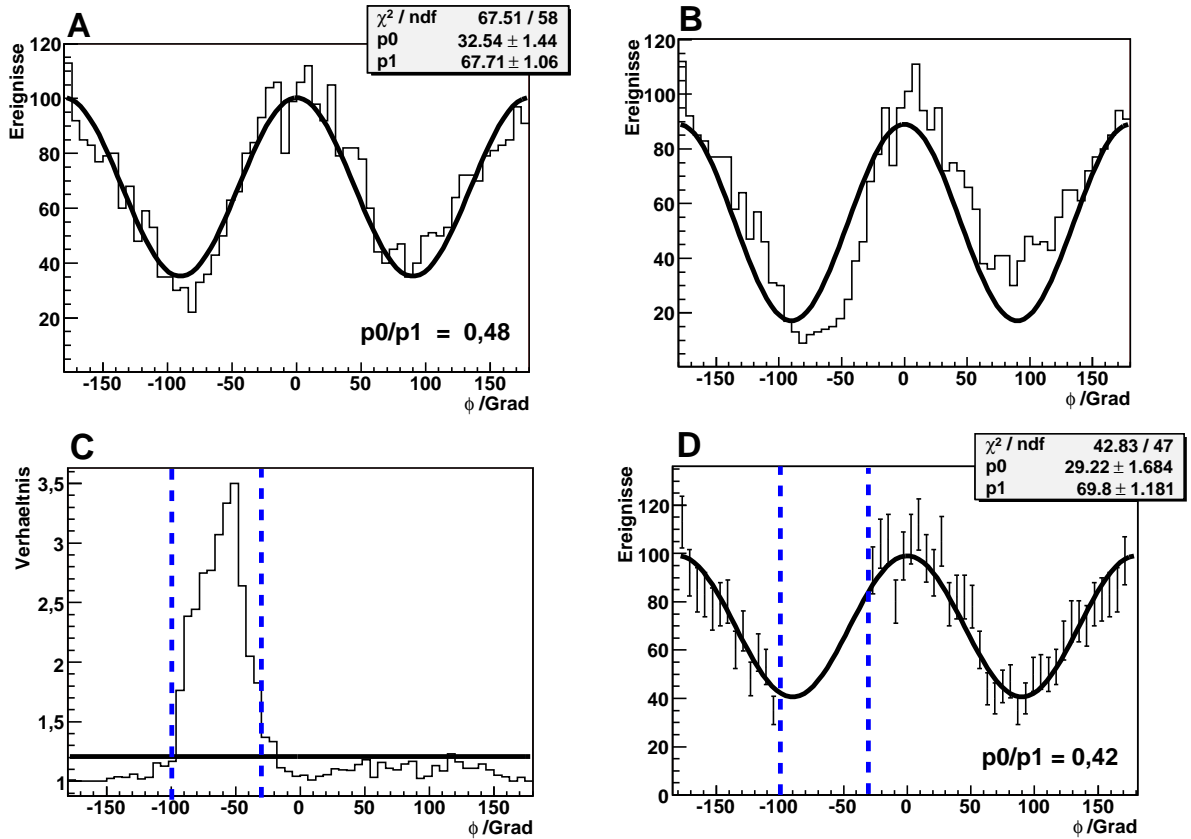 A
χ² / ndf 67.51 / 58
p0 32.54 ± 1.44
p1 67.71 ± 1.06
Ereignisse
120
100
80
60
40
20
p0/p1 = 0,48
-150 -100 -50 0 50 100 150
ϕ /Grad
B
Ereignisse
120
100
80
60
40
20
-150 -100 -50 0 50 100 150
ϕ /Grad
C
Verhaeltnis
3,5
3
2,5
2
1,5
1
-150 -100 -50 0 50 100 150
ϕ /Grad
D
χ² / ndf 42.83 / 47
p0 29.22 ± 1.684
p1 69.8 ± 1.181
Ereignisse
120
100
80
60
40
20
0
p0/p1 = 0,42
-150 -100 -50 0 50 100 150
ϕ /Grad